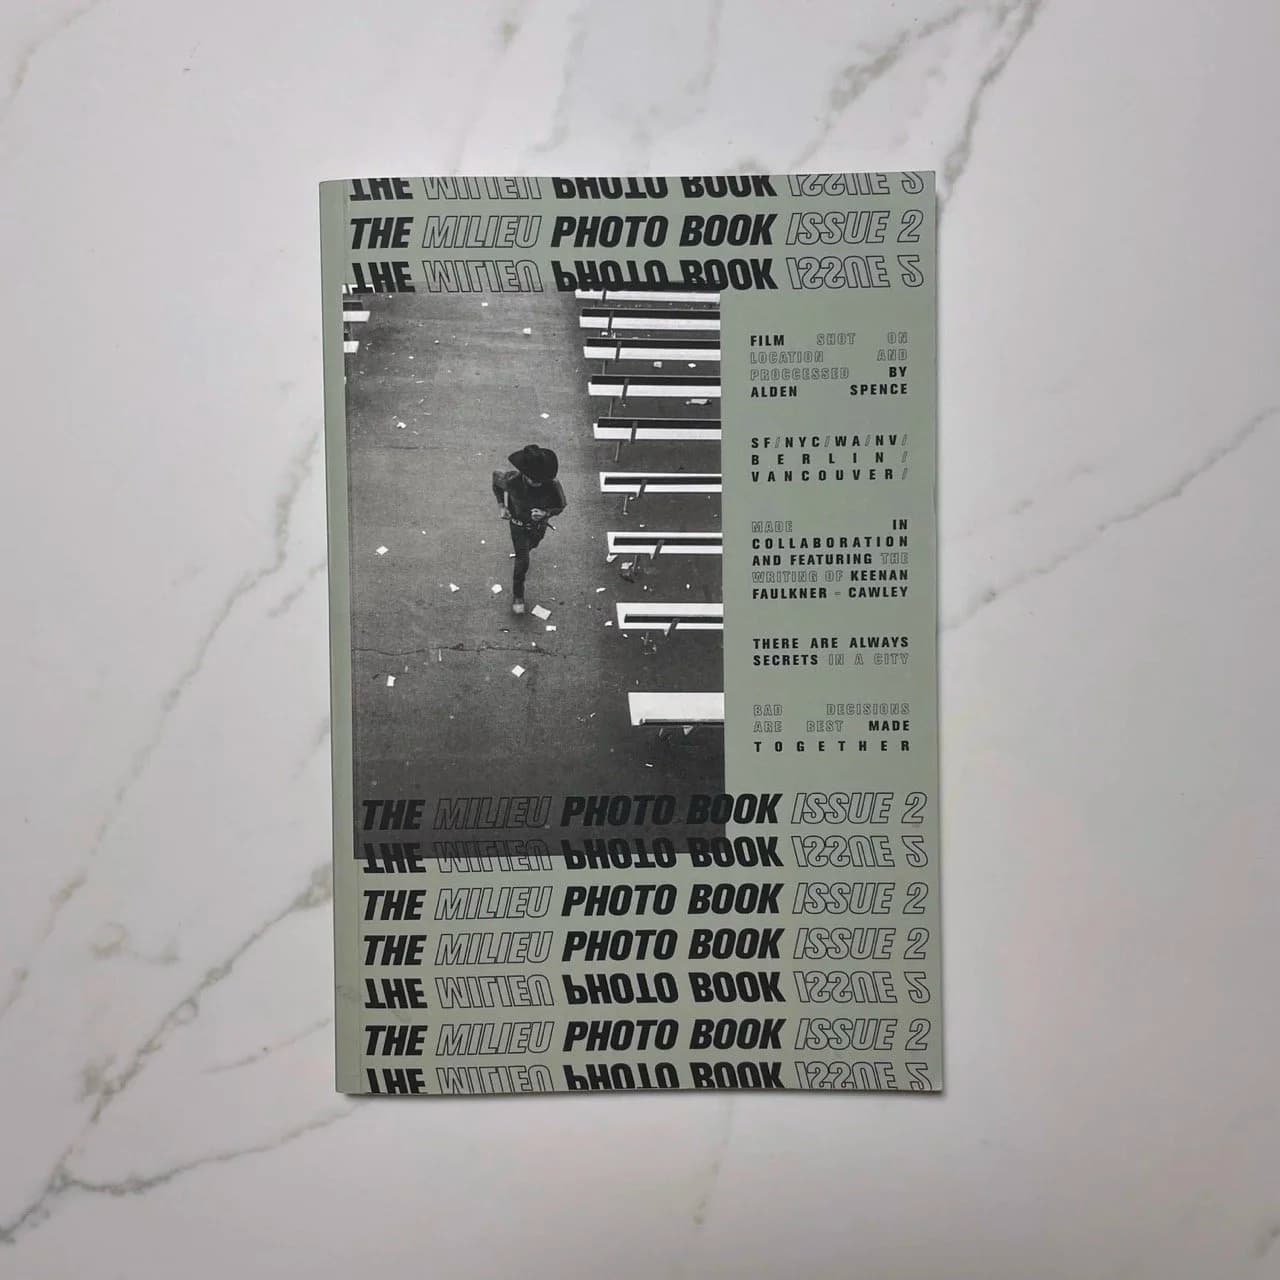 THE MILIEU PHOTO BOOK ISSUE 2
THE MILIEU PHOTO BOOK ISSUE 2
THE MILIEU PHOTO BOOK ISSUE 2
FILM SHOT ON
LOCATION AND
PROCCESSED BY
ALDEN SPENCE
SF/NYC/WA/NV/
BERLIN/
VANCOUVER/
MADE IN
COLLABORATION
AND FEATURING THE
WRITING OF KEENAN
FAULKNER - CAWLEY
THERE ARE ALWAYS
SECRETS IN A CITY
BAD DECISIONS
ARE BEST MADE
TOGETHER
THE MILIEU PHOTO BOOK ISSUE 2
THE MILIEU PHOTO BOOK ISSUE 2
THE MILIEU PHOTO BOOK ISSUE 2
THE MILIEU PHOTO BOOK ISSUE 2
THE MILIEU PHOTO BOOK ISSUE 2
THE MILIEU PHOTO BOOK ISSUE 2
THE MILIEU PHOTO BOOK ISSUE 2